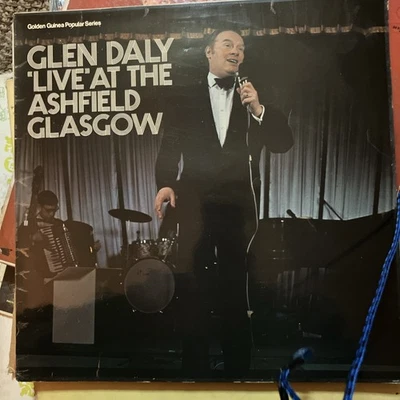 Golden Guinea Popular Series
GLEN DALY
"LIVE" AT THE
ASHFIELD
GLASGOW